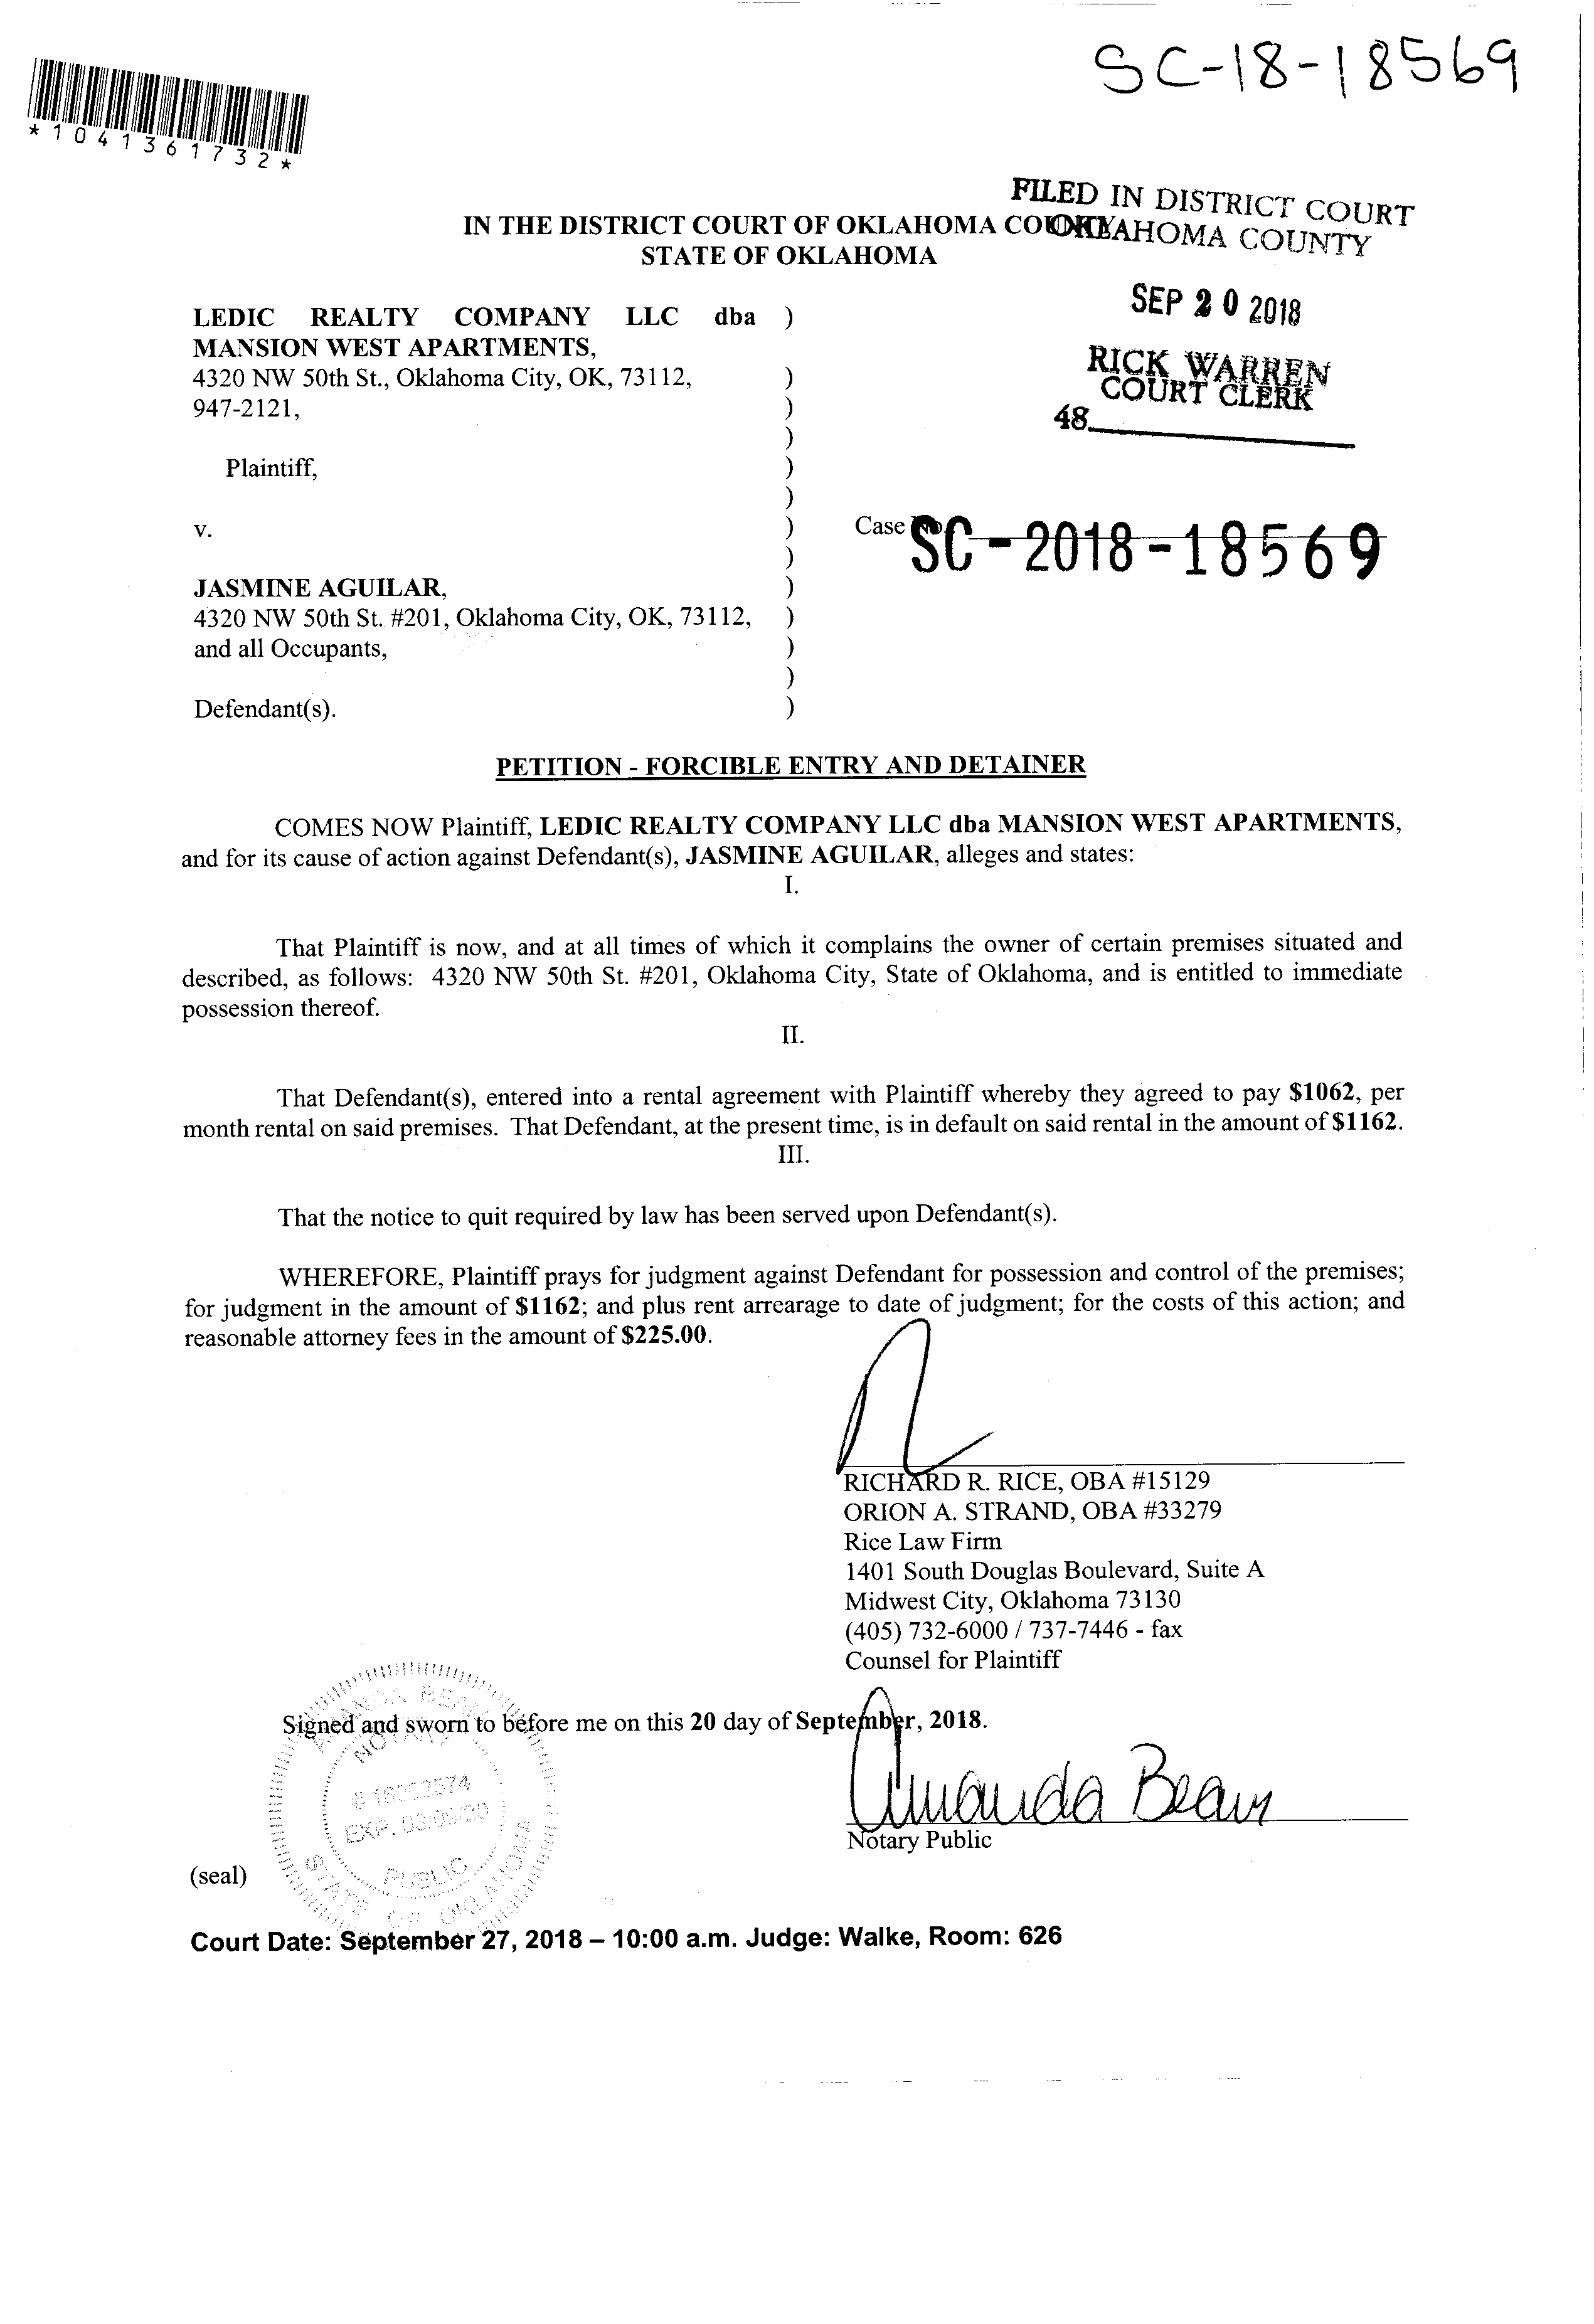 SC-18-18569
*1041361732*
FILED IN DISTRICT COURT
OKLAHOMA COUNTY
IN THE DISTRICT COURT OF OKLAHOMA COUNTY
STATE OF OKLAHOMA
SEP 20 2018
RICK WARREN
COURT CLERK
48
LEDIC REALTY COMPANY LLC dba )
MANSION WEST APARTMENTS,
4320 NW 50th St., Oklahoma City, OK, 73112, )
947-2121, )
)
Plaintiff, )
)
v. ) Case No. SC-2018-18569
)
JASMINE AGUILAR, )
4320 NW 50th St. #201, Oklahoma City, OK, 73112, )
and all Occupants, )
)
Defendant(s). )
PETITION - FORCIBLE ENTRY AND DETAINER
COMES NOW Plaintiff, LEDIC REALTY COMPANY LLC dba MANSION WEST APARTMENTS,
and for its cause of action against Defendant(s), JASMINE AGUILAR, alleges and states:
I.
That Plaintiff is now, and at all times of which it complains the owner of certain premises situated and
described, as follows: 4320 NW 50th St. #201, Oklahoma City, State of Oklahoma, and is entitled to immediate
possession thereof.
II.
That Defendant(s), entered into a rental agreement with Plaintiff whereby they agreed to pay $1062, per
month rental on said premises. That Defendant, at the present time, is in default on said rental in the amount of $1162.
III.
That the notice to quit required by law has been served upon Defendant(s).
WHEREFORE, Plaintiff prays for judgment against Defendant for possession and control of the premises;
for judgment in the amount of $1162; and plus rent arrearage to date of judgment; for the costs of this action; and
reasonable attorney fees in the amount of $225.00.
RICHARD R. RICE, OBA #15129
ORION A. STRAND, OBA #33279
Rice Law Firm
1401 South Douglas Boulevard, Suite A
Midwest City, Oklahoma 73130
(405) 732-6000 / 737-7446 - fax
Counsel for Plaintiff
Signed and sworn to before me on this 20 day of September, 2018.
Amanda Beam
Notary Public
AMANDA BEAM
NOTARY
PUBLIC
STATE OF OKLAHOMA
(seal)
Court Date: September 27, 2018 – 10:00 a.m. Judge: Walke, Room: 626